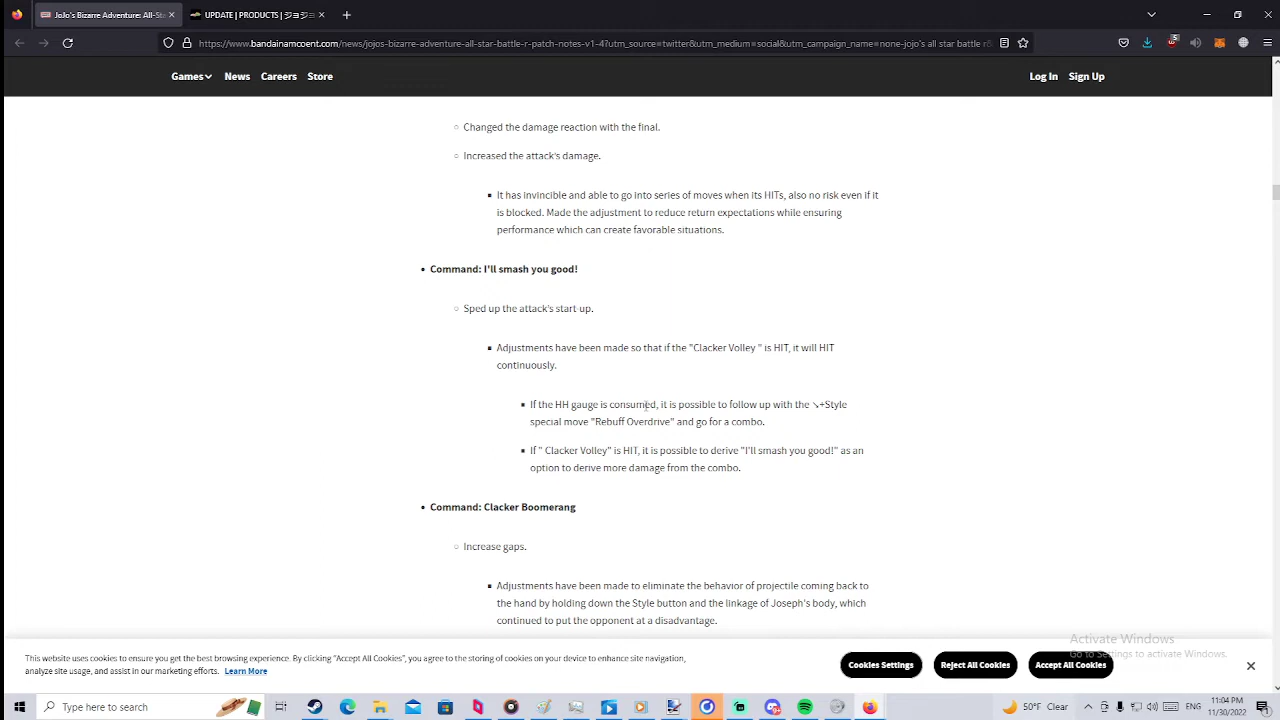 JoJo's Bizarre Adventure: All-Sta
UPDATE | PRODUCTS | ジョジ
https://www.bandainamcoent.com/news/jojos-bizarre-adventure-all-star-battle-r-patch-notes-v1-4?utm_source=twitter&utm_medium=social&utm_campaign_name=none-jojo's all star battle r&
5
Games News Careers Store
Log In Sign Up
Changed the damage reaction with the final.
Increased the attack's damage.
It has invincible and able to go into series of moves when its HITs, also no risk even if it
is blocked. Made the adjustment to reduce return expectations while ensuring
performance which can create favorable situations.
Command: I'll smash you good!
Sped up the attack's start-up.
Adjustments have been made so that if the "Clacker Volley " is HIT, it will HIT
continuously.
If the HH gauge is consumed, it is possible to follow up with the ↘+Style
special move "Rebuff Overdrive" and go for a combo.
If " Clacker Volley" is HIT, it is possible to derive "I'll smash you good!" as an
option to derive more damage from the combo.
Command: Clacker Boomerang
Increase gaps.
Adjustments have been made to eliminate the behavior of projectile coming back to
the hand by holding down the Style button and the linkage of Joseph's body, which
continued to put the opponent at a disadvantage.
Activate Windows
Go to Settings to activate Windows.
This website uses cookies to ensure you get the best browsing experience. By clicking "Accept All Cookies", you agree to the storing of cookies on your device to enhance site navigation,
analyze site usage, and assist in our marketing efforts. Learn More
Cookies Settings
Reject All Cookies
Accept All Cookies
Type here to search
50°F Clear
11:04 PM
11/30/2022